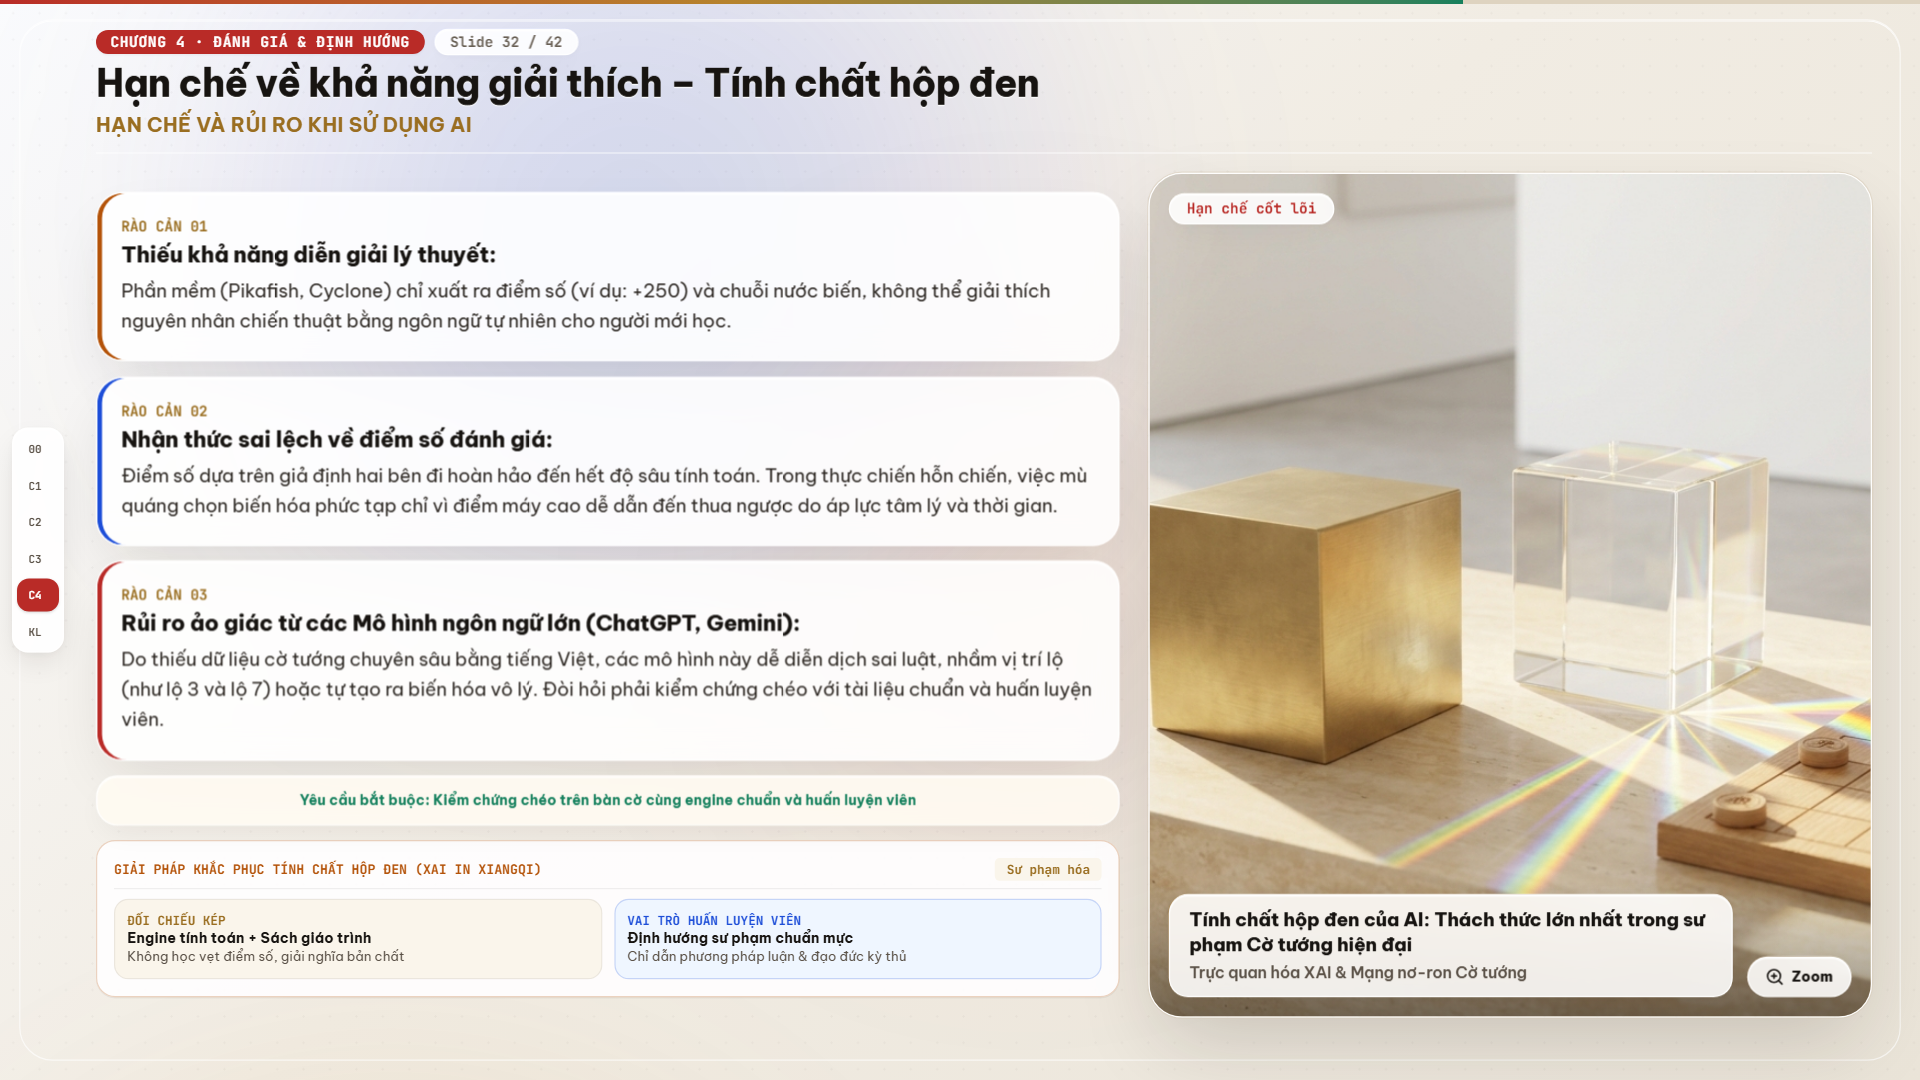 CHƯƠNG 4 · ĐÁNH GIÁ & ĐỊNH HƯỚNG
Slide 32 / 42
Hạn chế về khả năng giải thích – Tính chất hộp đen
HẠN CHẾ VÀ RỦI RO KHI SỬ DỤNG AI
00
C1
C2
C3
C4
KL
RÀO CẢN 01
Thiếu khả năng diễn giải lý thuyết:
Phần mềm (Pikafish, Cyclone) chỉ xuất ra điểm số (ví dụ: +250) và chuỗi nước biến, không thể giải thích
nguyên nhân chiến thuật bằng ngôn ngữ tự nhiên cho người mới học.
RÀO CẢN 02
Nhận thức sai lệch về điểm số đánh giá:
Điểm số dựa trên giả định hai bên đi hoàn hảo đến hết độ sâu tính toán. Trong thực chiến hỗn chiến, việc mù
quáng chọn biến hóa phức tạp chỉ vì điểm máy cao dễ dẫn đến thua ngược do áp lực tâm lý và thời gian.
RÀO CẢN 03
Rủi ro ảo giác từ các Mô hình ngôn ngữ lớn (ChatGPT, Gemini):
Do thiếu dữ liệu cờ tướng chuyên sâu bằng tiếng Việt, các mô hình này dễ diễn dịch sai luật, nhầm vị trí lộ
(như lộ 3 và lộ 7) hoặc tự tạo ra biến hóa vô lý. Đòi hỏi phải kiểm chứng chéo với tài liệu chuẩn và huấn luyện
viên.
Yêu cầu bắt buộc: Kiểm chứng chéo trên bàn cờ cùng engine chuẩn và huấn luyện viên
GIẢI PHÁP KHẮC PHỤC TÍNH CHẤT HỘP ĐEN (XAI IN XIANGQI)
Sư phạm hóa
ĐỐI CHIẾU KÉP
Engine tính toán + Sách giáo trình
Không học vẹt điểm số, giải nghĩa bản chất
VAI TRÒ HUẤN LUYỆN VIÊN
Định hướng sư phạm chuẩn mực
Chỉ dẫn phương pháp luận & đạo đức kỳ thủ
Hạn chế cốt lõi
Tính chất hộp đen của AI: Thách thức lớn nhất trong sư
phạm Cờ tướng hiện đại
Trực quan hóa XAI & Mạng nơ-ron Cờ tướng
Zoom